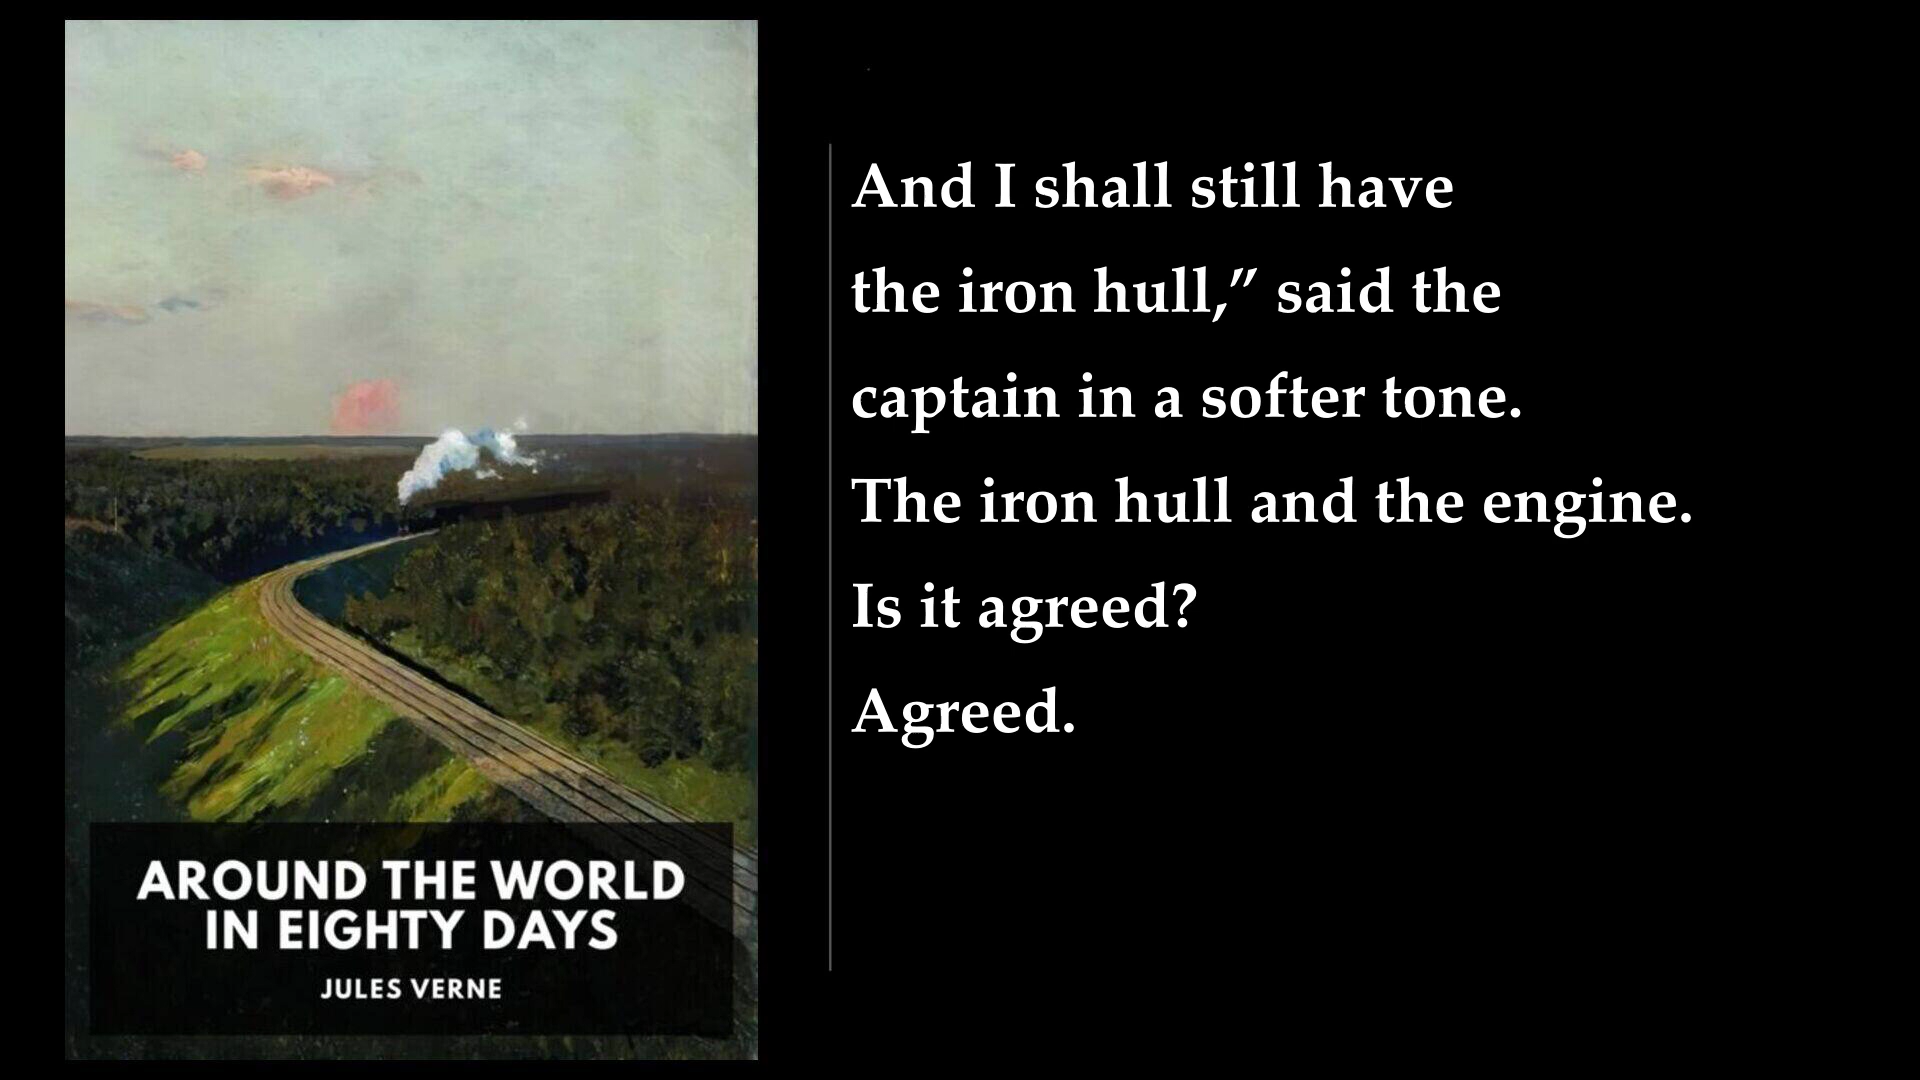 And I shall still have
the iron hull,” said the
captain in a softer tone.
The iron hull and the engine.
Is it agreed?
Agreed.
AROUND THE WORLD
IN EIGHTY DAYS
JULES VERNE